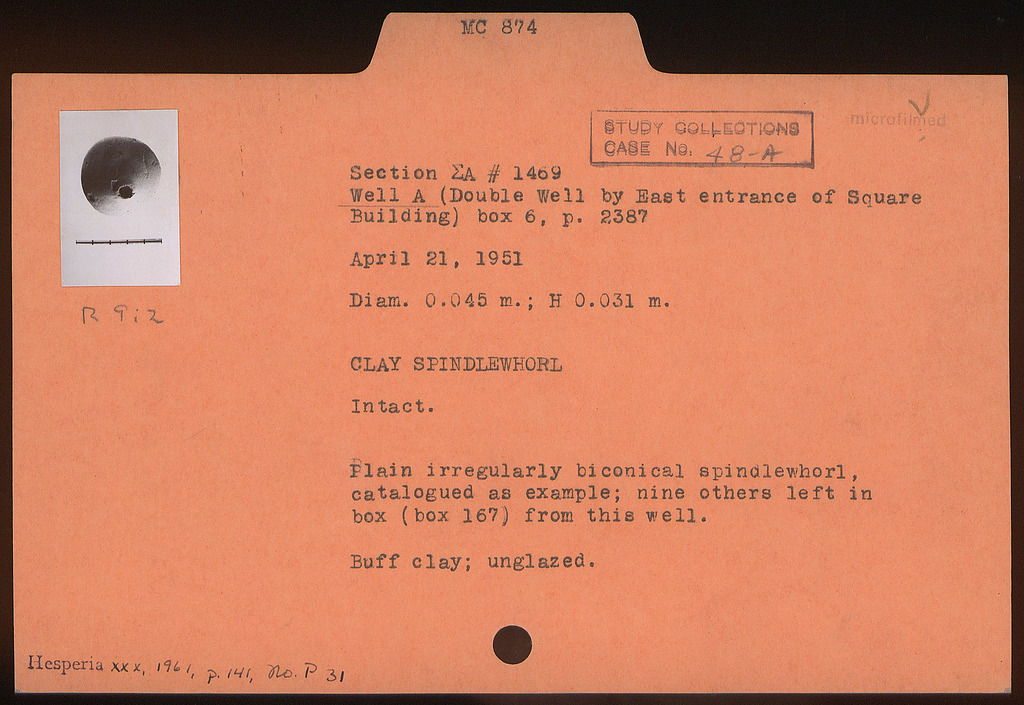 MC 874
STUDY COLLECTIONS
CASE No. 48-A
microfilmed
Section ΣA # 1469
Well A (Double Well by East entrance of Square
Building) box 6, p. 2387
April 21, 1951
Diam. 0.045 m.; H 0.031 m.
R 9:2
CLAY SPINDLEWHORL
Intact.
Plain irregularly biconical spindlewhorl,
catalogued as example; nine others left in
box (box 167) from this well.
Buff clay; unglazed.
Hesperia xxx, 1961, p. 141, No. P 31